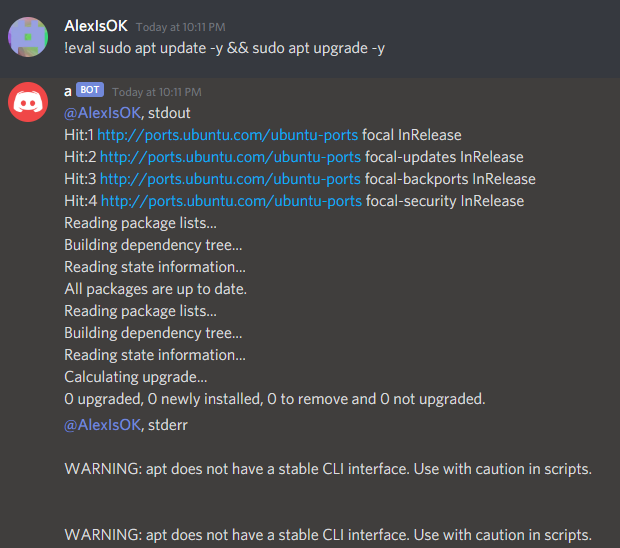 AlexIsOK Today at 10:11 PM
!eval sudo apt update -y && sudo apt upgrade -y
a BOT Today at 10:11 PM
@AlexIsOK, stdout
Hit:1 http://ports.ubuntu.com/ubuntu-ports focal InRelease
Hit:2 http://ports.ubuntu.com/ubuntu-ports focal-updates InRelease
Hit:3 http://ports.ubuntu.com/ubuntu-ports focal-backports InRelease
Hit:4 http://ports.ubuntu.com/ubuntu-ports focal-security InRelease
Reading package lists...
Building dependency tree...
Reading state information...
All packages are up to date.
Reading package lists...
Building dependency tree...
Reading state information...
Calculating upgrade...
0 upgraded, 0 newly installed, 0 to remove and 0 not upgraded.
@AlexIsOK, stderr
WARNING: apt does not have a stable CLI interface. Use with caution in scripts.
WARNING: apt does not have a stable CLI interface. Use with caution in scripts.